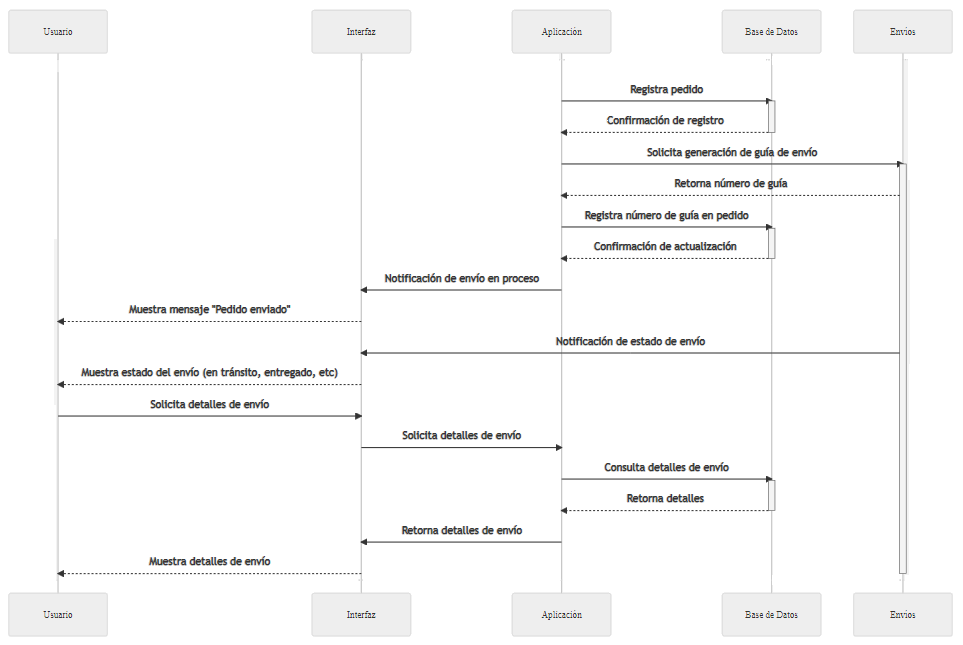 Usuario
Interfaz
Aplicación
Base de Datos
Envíos
Registra pedido
Confirmación de registro
Solicita generación de guía de envío
Retorna número de guía
Registra número de guía en pedido
Confirmación de actualización
Notificación de envío en proceso
Muestra mensaje "Pedido enviado"
Notificación de estado de envío
Muestra estado del envío (en tránsito, entregado, etc)
Solicita detalles de envío
Solicita detalles de envío
Consulta detalles de envío
Retorna detalles
Retorna detalles de envío
Muestra detalles de envío
Usuario
Interfaz
Aplicación
Base de Datos
Envíos